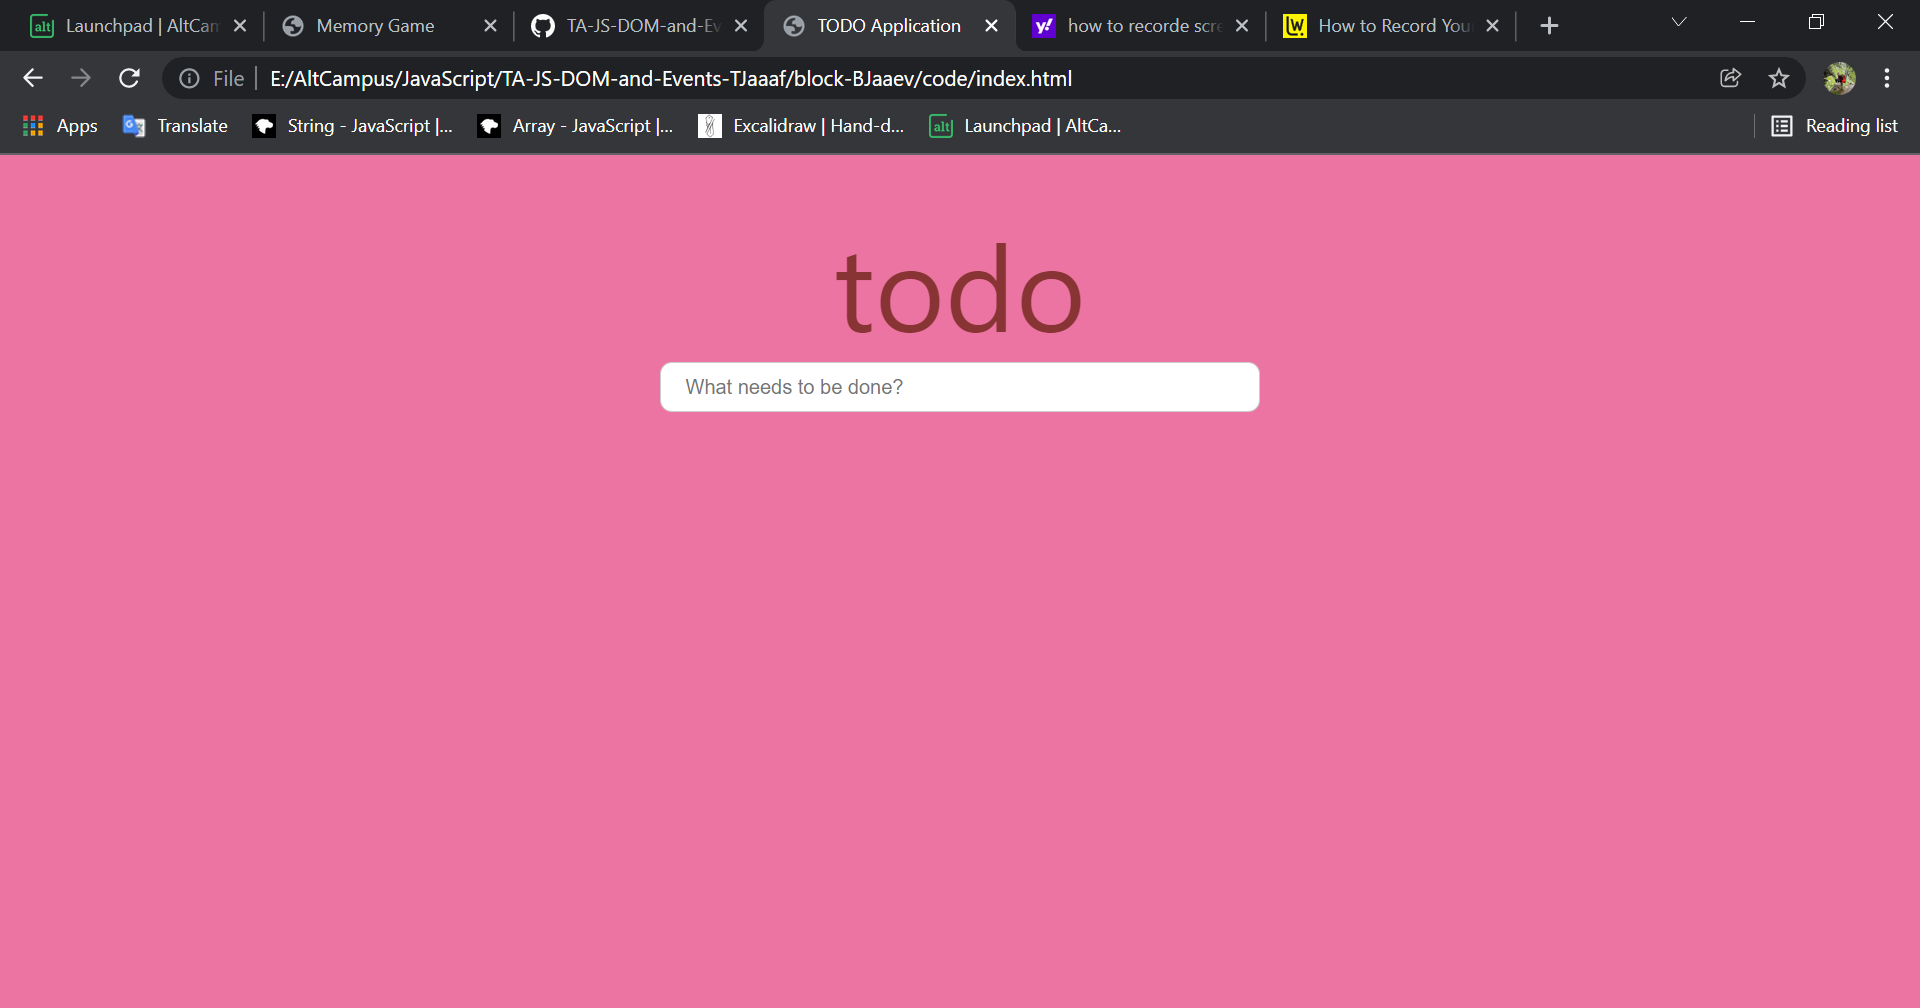 alt Launchpad | AltCam
Memory Game
TA-JS-DOM-and-Ev
TODO Application
y! how to recorde scre
W. How to Record You
File E:/AltCampus/JavaScript/TA-JS-DOM-and-Events-TJaaaf/block-BJaaev/code/index.html
Apps
Translate
String - JavaScript |...
Array - JavaScript |...
Excalidraw | Hand-d...
alt Launchpad | AltCa...
Reading list
todo
What needs to be done?